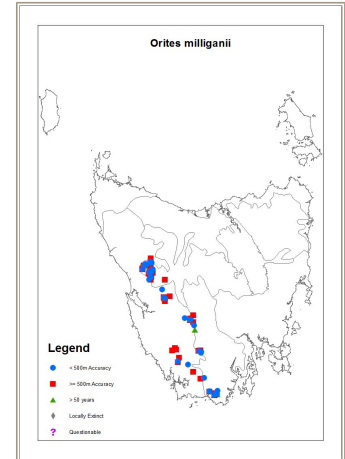 Orites milliganii
Legend
< 500m Accuracy
>= 500m Accuracy
> 50 years
Locally Extinct
? Questionable